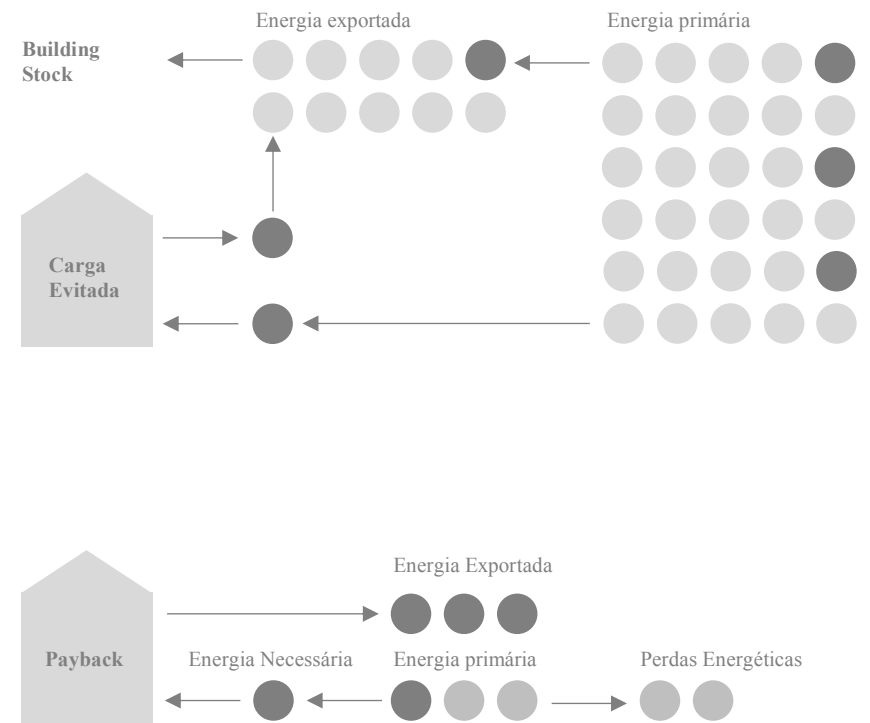 Energia exportada
Energia primária
Building
Stock
Carga
Evitada
Energia Exportada
Payback
Energia Necessária
Energia primária
Perdas Energéticas